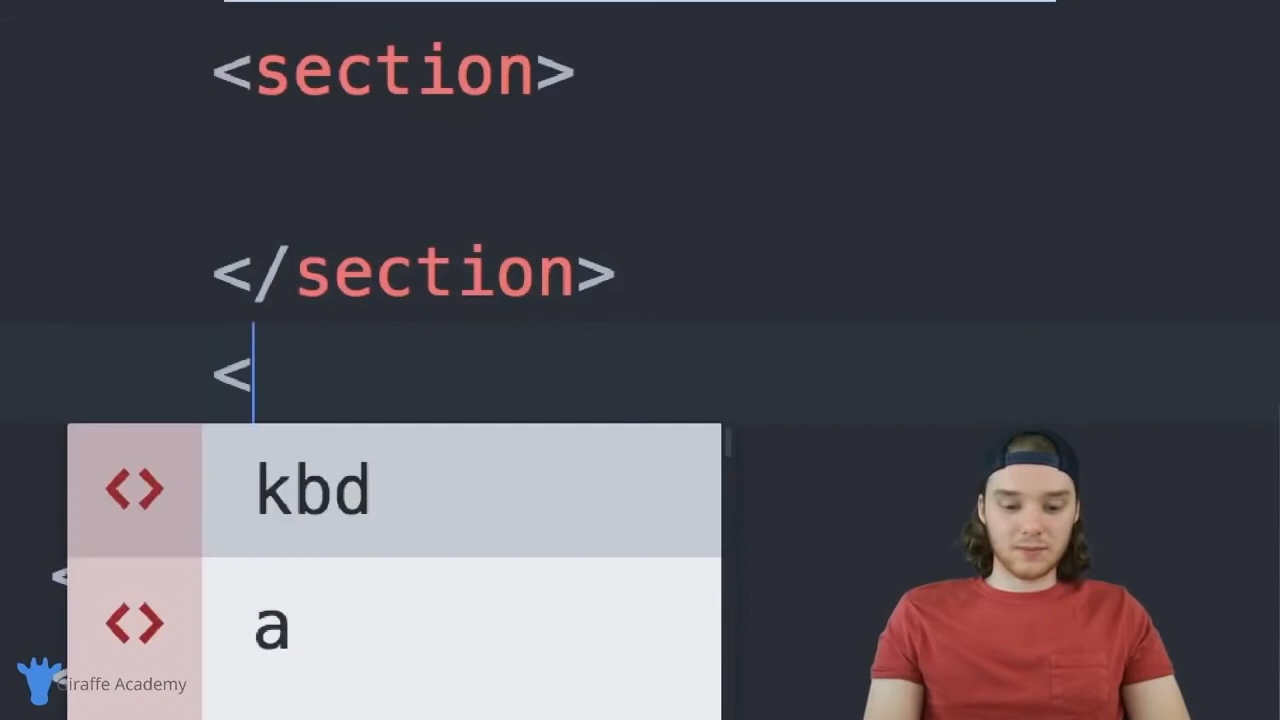 <section>
</section>
<
<> kbd
<
<> a
<
Giraffe Academy